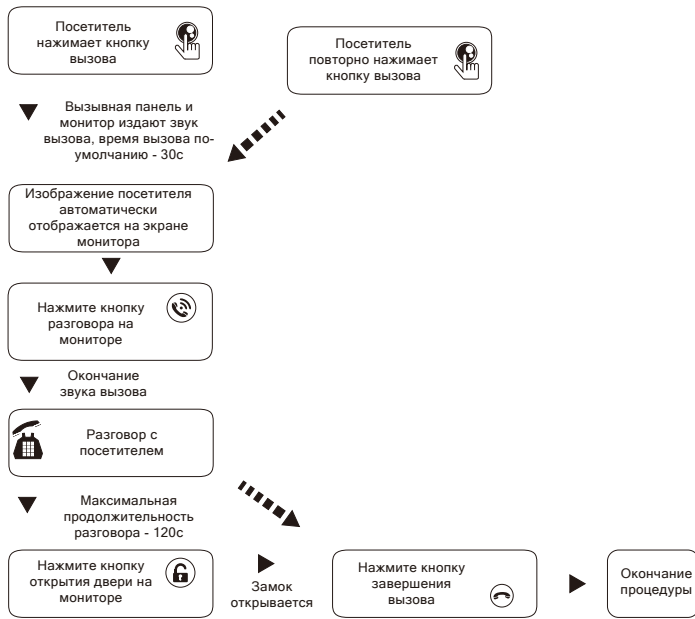 Посетитель
нажимает кнопку
вызова
Посетитель
повторно нажимает
кнопку вызова
Вызывная панель и
монитор издают звук
вызова, время вызова по-
умолчанию - 30с
Изображение посетителя
автоматически
отображается на экране
монитора
Нажмите кнопку
разговора на
мониторе
Окончание
звука вызова
Разговор с
посетителем
Максимальная
продолжительность
разговора - 120с
Нажмите кнопку
открытия двери на
мониторе
Замок
открывается
Нажмите кнопку
завершения
вызова
Окончание
процедуры